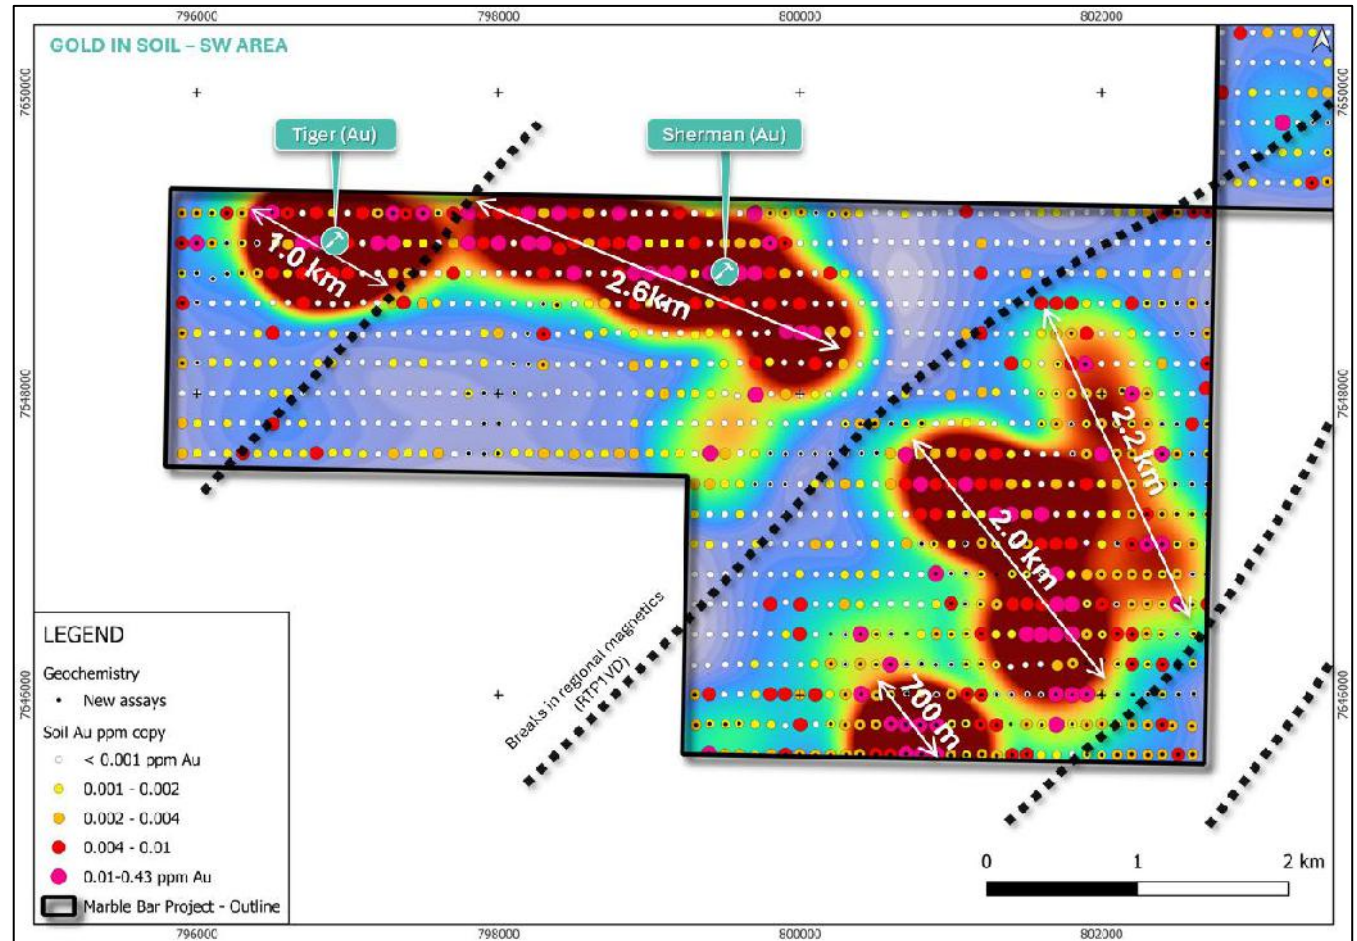 796000 798000 800000 802000
GOLD IN SOIL – SW AREA
7650000
7650000
Tiger (Au)
Sherman (Au)
1.0 km
2.6km
7648000
7648000
2.2 km
2.0 km
Breaks in regional magnetics
(RTP1VD)
700 m
7646000
7646000
LEGEND
Geochemistry
New assays
Soil Au ppm copy
< 0.001 ppm Au
0.001 - 0.002
0.002 - 0.004
0.004 - 0.01
0.01-0.43 ppm Au
Marble Bar Project - Outline
0 1 2 km
796000 798000 800000 802000